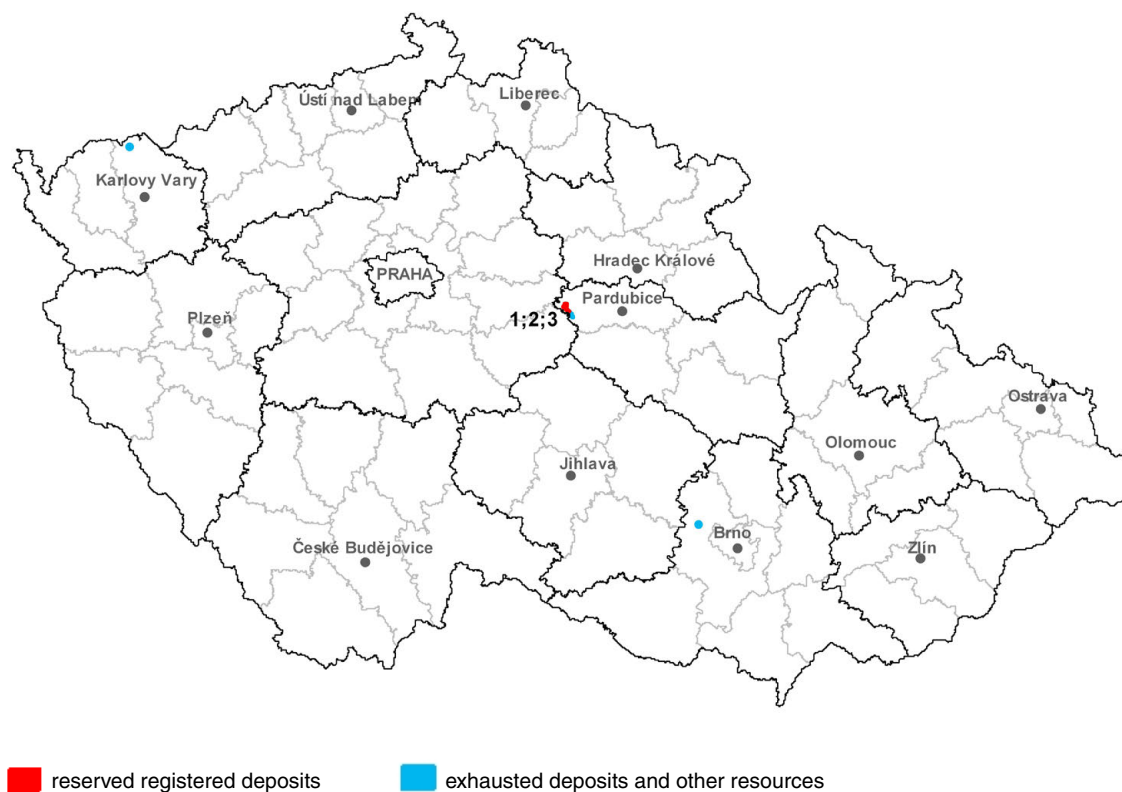 Liberec
Ústí nad Labem
Karlovy Vary
Hradec Králové
PRAHA
Pardubice
1;2;3
Plzeň
Ostrava
Olomouc
Jihlava
Brno
České Budějovice
Zlín
reserved registered deposits
exhausted deposits and other resources